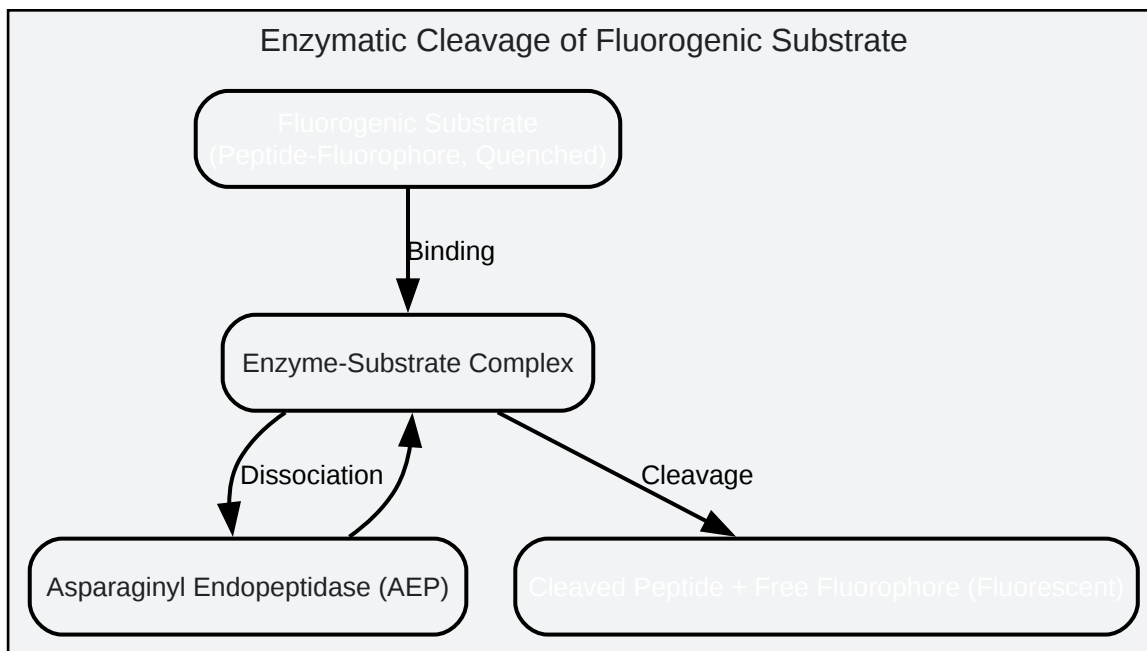 Enzymatic Cleavage of Fluorogenic Substrate
Fluorogenic Substrate
(Peptide-Fluorophore, Quenched)
Binding
Enzyme-Substrate Complex
Dissociation
Cleavage
Asparaginyl Endopeptidase (AEP)
Cleaved Peptide + Free Fluorophore (Fluorescent)